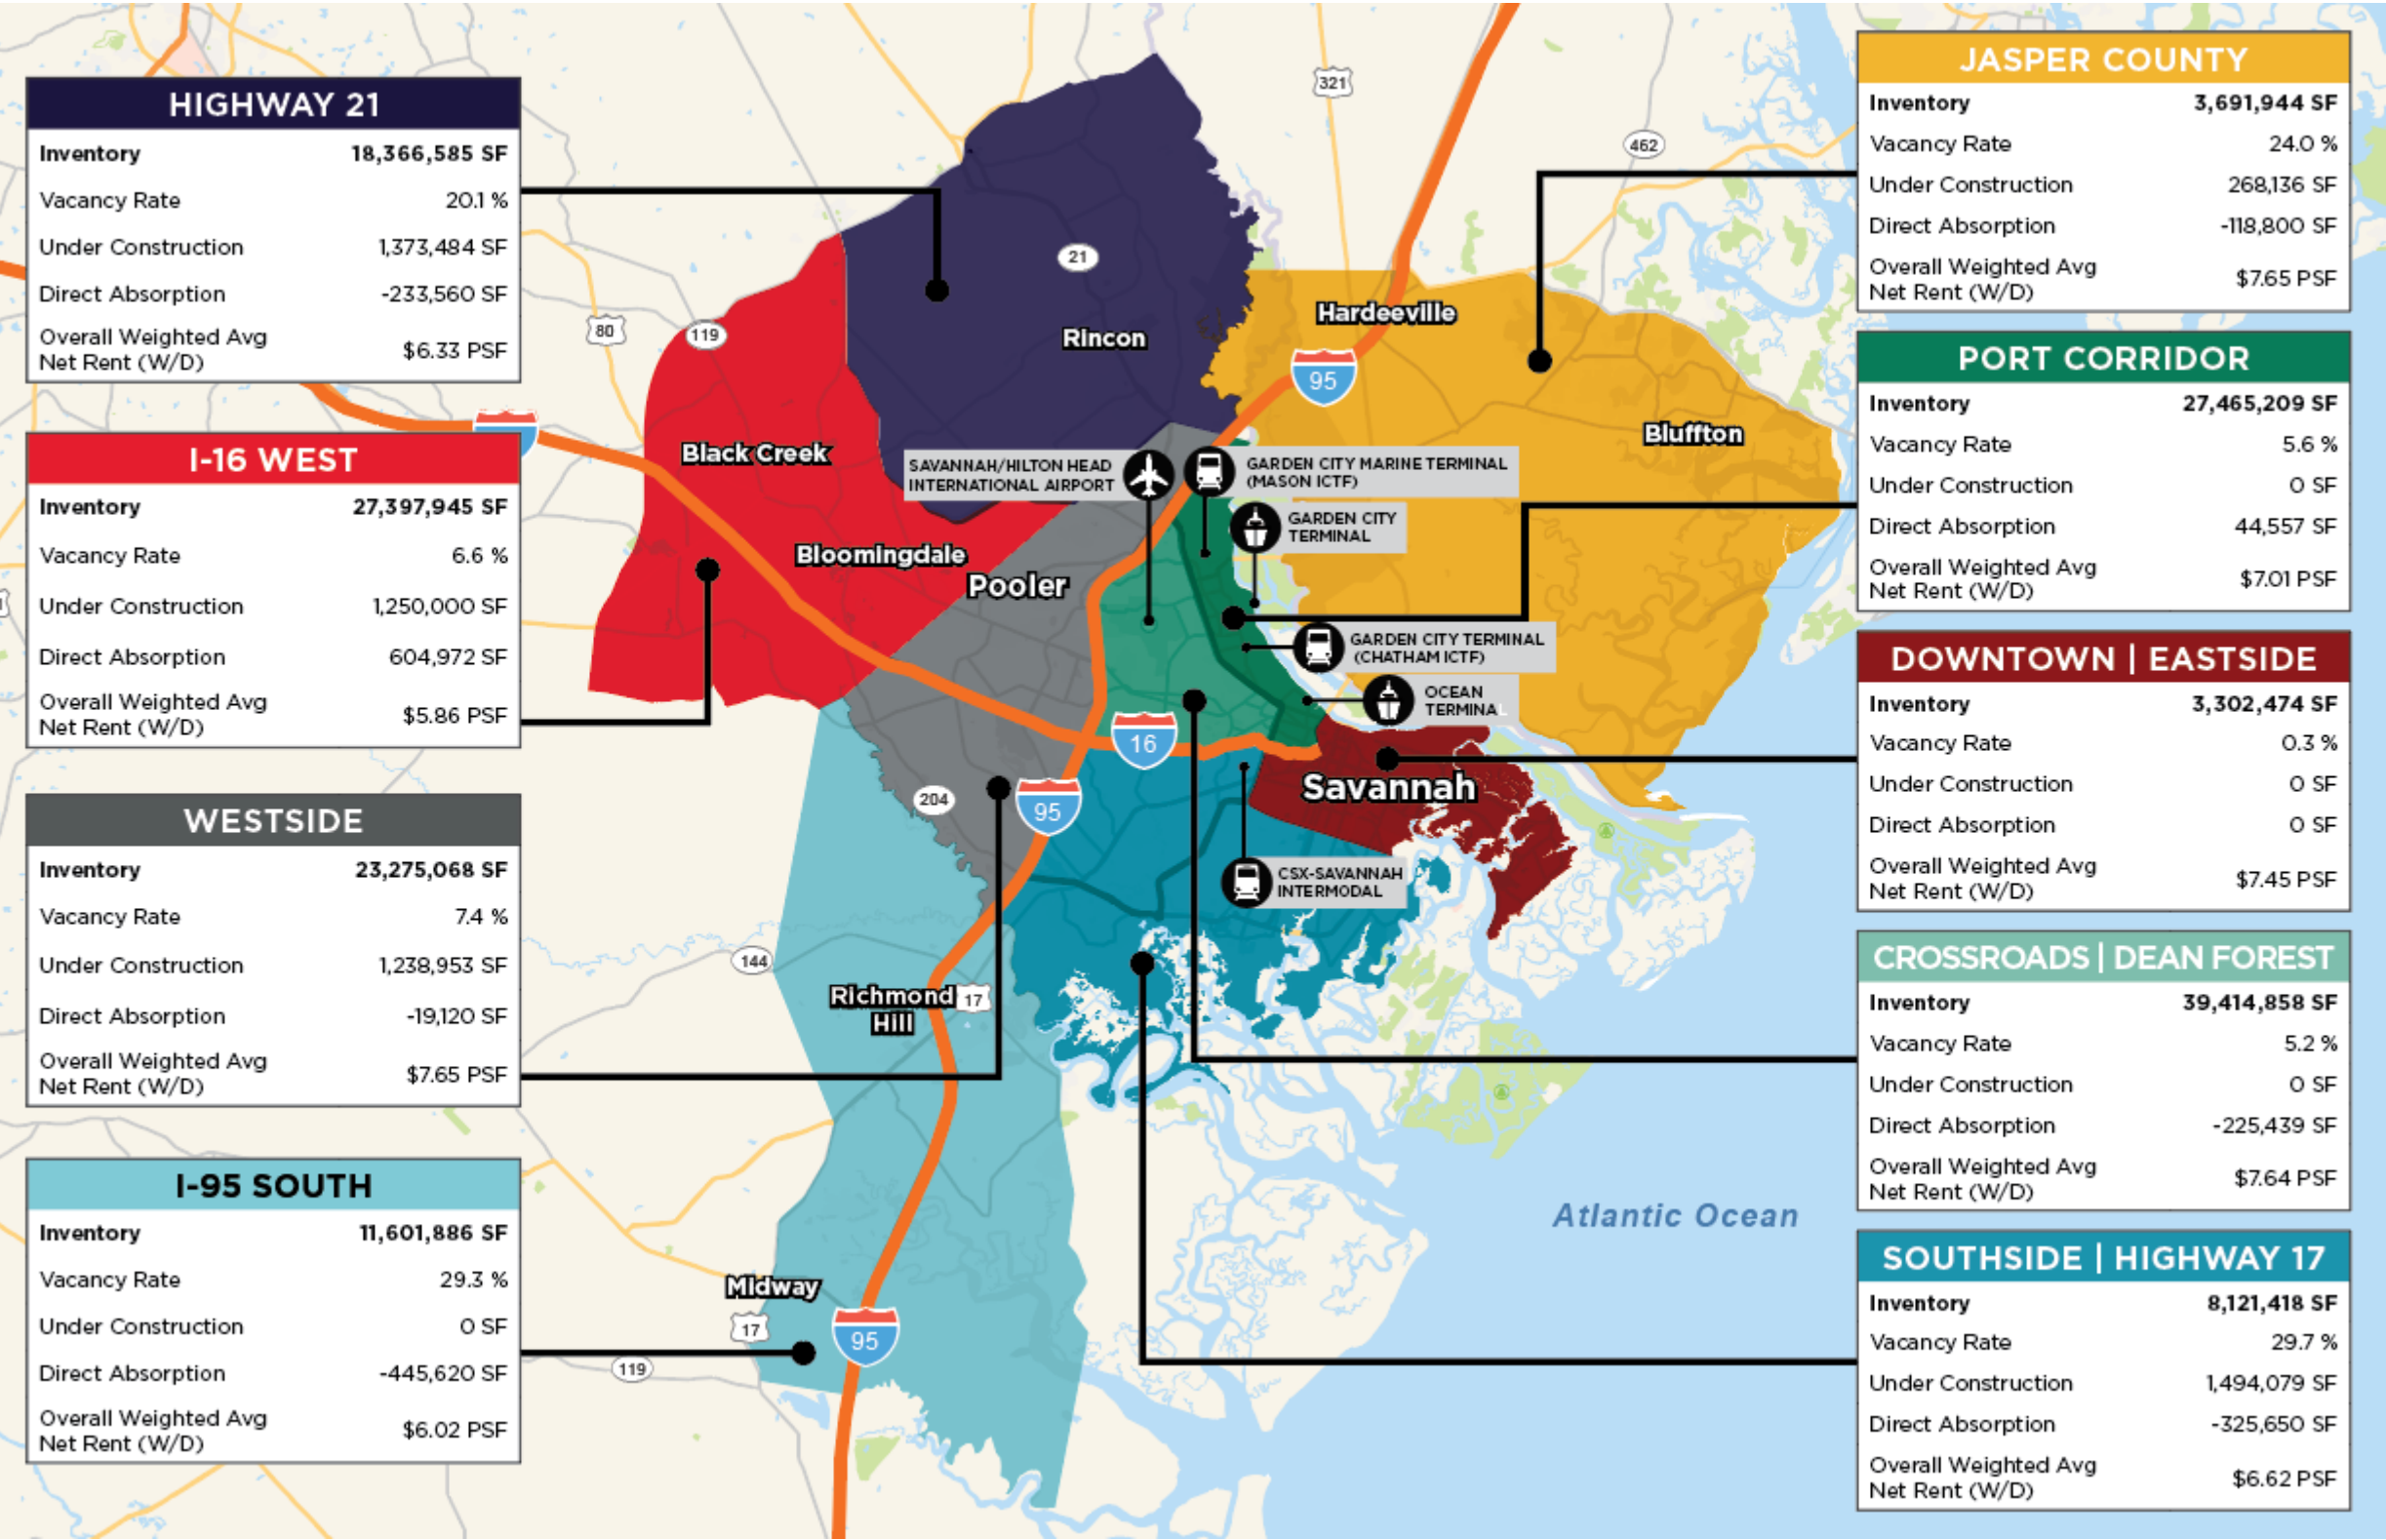 HIGHWAY 21
Inventory 18,366,585 SF
Vacancy Rate 20.1 %
Under Construction 1,373,484 SF
Direct Absorption -233,560 SF
Overall Weighted Avg
Net Rent (W/D) $6.33 PSF
I-16 WEST
Inventory 27,397,945 SF
Vacancy Rate 6.6 %
Under Construction 1,250,000 SF
Direct Absorption 604,972 SF
Overall Weighted Avg
Net Rent (W/D) $5.86 PSF
WESTSIDE
Inventory 23,275,068 SF
Vacancy Rate 7.4 %
Under Construction 1,238,953 SF
Direct Absorption -19,120 SF
Overall Weighted Avg
Net Rent (W/D) $7.65 PSF
I-95 SOUTH
Inventory 11,601,886 SF
Vacancy Rate 29.3 %
Under Construction 0 SF
Direct Absorption -445,620 SF
Overall Weighted Avg
Net Rent (W/D) $6.02 PSF
321
462
21
80
119
Rincon
Hardeeville
95
Bluffton
Black Creek
Bloomingdale
Pooler
SAVANNAH/HILTON HEAD
INTERNATIONAL AIRPORT
GARDEN CITY MARINE TERMINAL
(MASON ICTF)
GARDEN CITY
TERMINAL
GARDEN CITY TERMINAL
(CHATHAM ICTF)
OCEAN
TERMINAL
16
Savannah
204
95
CSX-SAVANNAH
INTERMODAL
144
Richmond
Hill
17
Midway
17
95
119
Atlantic Ocean
JASPER COUNTY
Inventory 3,691,944 SF
Vacancy Rate 24.0 %
Under Construction 268,136 SF
Direct Absorption -118,800 SF
Overall Weighted Avg
Net Rent (W/D) $7.65 PSF
PORT CORRIDOR
Inventory 27,465,209 SF
Vacancy Rate 5.6 %
Under Construction 0 SF
Direct Absorption 44,557 SF
Overall Weighted Avg
Net Rent (W/D) $7.01 PSF
DOWNTOWN | EASTSIDE
Inventory 3,302,474 SF
Vacancy Rate 0.3 %
Under Construction 0 SF
Direct Absorption 0 SF
Overall Weighted Avg
Net Rent (W/D) $7.45 PSF
CROSSROADS | DEAN FOREST
Inventory 39,414,858 SF
Vacancy Rate 5.2 %
Under Construction 0 SF
Direct Absorption -225,439 SF
Overall Weighted Avg
Net Rent (W/D) $7.64 PSF
SOUTHSIDE | HIGHWAY 17
Inventory 8,121,418 SF
Vacancy Rate 29.7 %
Under Construction 1,494,079 SF
Direct Absorption -325,650 SF
Overall Weighted Avg
Net Rent (W/D) $6.62 PSF